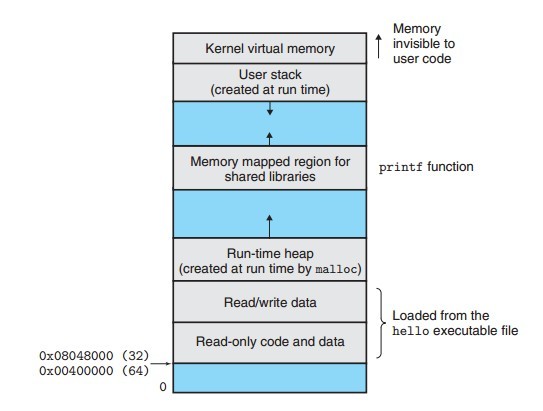 Kernel virtual memory
Memory
invisible to
user code
User stack
(created at run time)
Memory mapped region for
shared libraries
printf function
Run-time heap
(created at run time by malloc)
Read/write data
Loaded from the
hello executable file
Read-only code and data
0x08048000 (32)
0x00400000 (64)
0